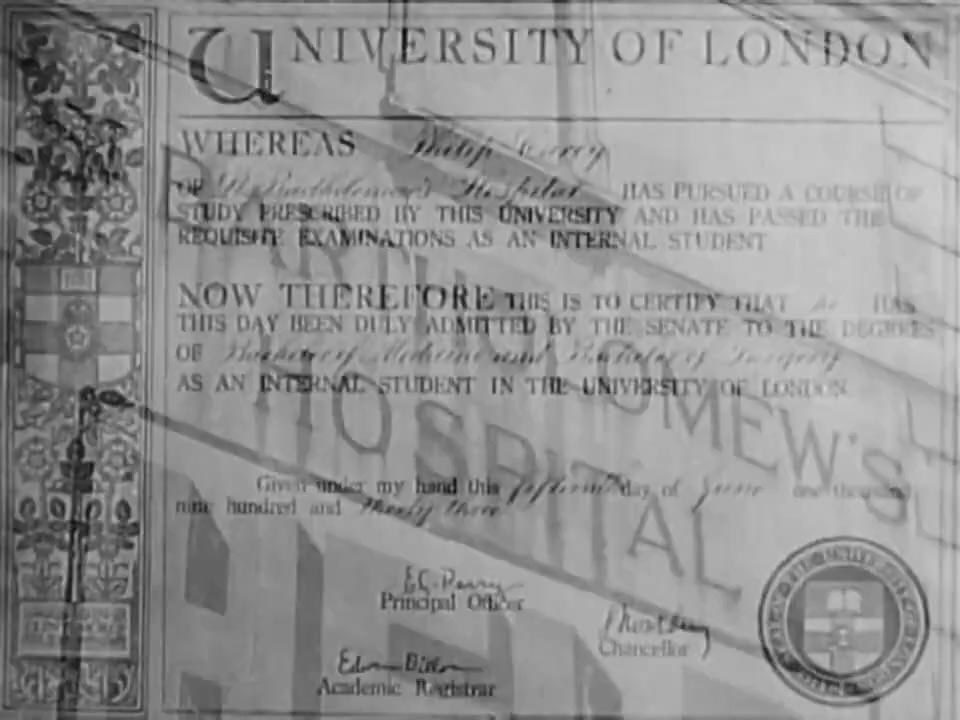 UNIVERSITY OF LONDON
WHEREAS Philip Carey
OF St. Bartholomew's Hospital HAS PURSUED A COURSE OF
STUDY PRESCRIBED BY THIS UNIVERSITY AND HAS PASSED THE
REQUISITE EXAMINATIONS AS AN INTERNAL STUDENT
NOW THEREFORE THIS IS TO CERTIFY THAT he HAS
THIS DAY BEEN DULY ADMITTED BY THE SENATE TO THE DEGREES
OF Bachelor of Medicine and Bachelor of Surgery
AS AN INTERNAL STUDENT IN THE UNIVERSITY OF LONDON
BARTHOLOMEW'S
HOSPITAL
Given under my hand this fifteenth day of June one thousand
nine hundred and Thirty three
Principal Officer
Chancellor
Academic Registrar